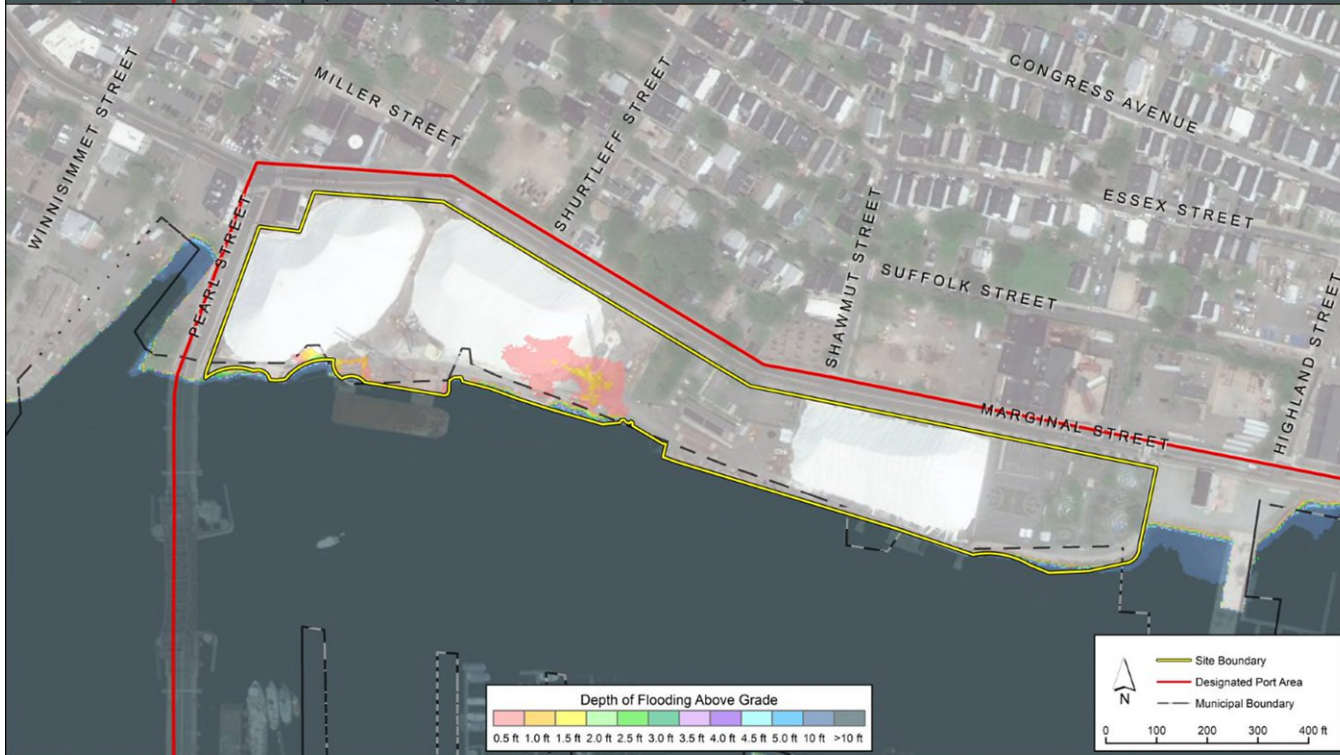 WINNISIMMET STREET
MILLER STREET
PEARL STREET
SHURTLEFF STREET
CONGRESS AVENUE
ESSEX STREET
SHAWMUT STREET
SUFFOLK STREET
MARGINAL STREET
HIGHLAND STREET
Depth of Flooding Above Grade
0.5 ft 1.0 ft 1.5 ft 2.0 ft 2.5 ft 3.0 ft 3.5 ft 4.0 ft 4.5 ft 5.0 ft 10 ft >10 ft
N
Site Boundary
Designated Port Area
Municipal Boundary
0 100 200 300 400 ft